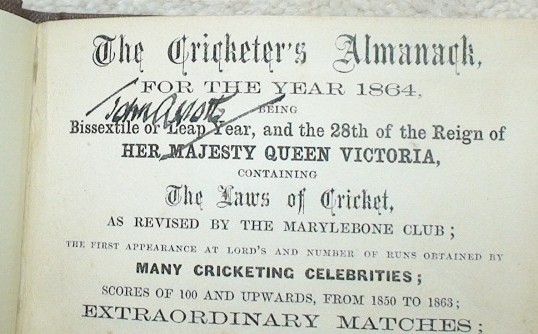 The Cricketer's Almanack,
FOR THE YEAR 1864,
BEING
Bissextile or Leap Year, and the 28th of the Reign of
HER MAJESTY QUEEN VICTORIA,
CONTAINING
The Laws of Cricket,
AS REVISED BY THE MARYLEBONE CLUB;
THE FIRST APPEARANCE AT LORD'S AND NUMBER OF RUNS OBTAINED BY
MANY CRICKETING CELEBRITIES;
SCORES OF 100 AND UPWARDS, FROM 1850 TO 1863;
EXTRAORDINARY MATCHES;